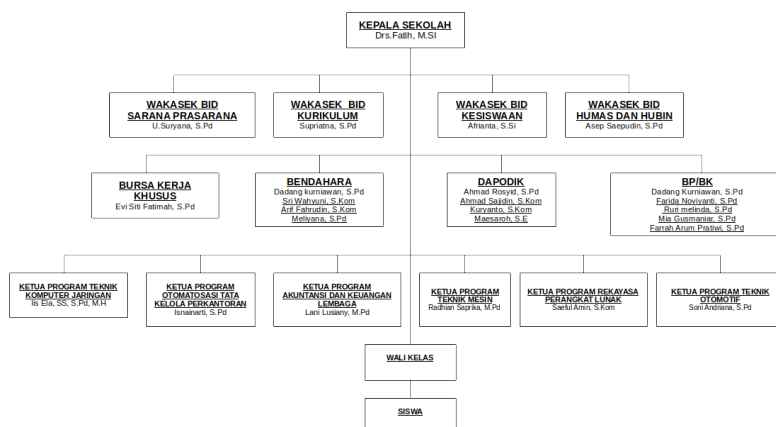 KEPALA SEKOLAH
Drs.Fatih, M.SI
WAKASEK BID
SARANA PRASARANA
U.Suryana, S.Pd
WAKASEK BID
KURIKULUM
Supriatna, S.Pd
WAKASEK BID
KESISWAAN
Afrianta, S.Si
WAKASEK BID
HUMAS DAN HUBIN
Asep Saepudin, S.Pd
BURSA KERJA
KHUSUS
Evi Siti Fatimah, S.Pd
BENDAHARA
Dadang kurniawan, S.Pd
Sri Wahyuni, S.Kom
Arif Fahrudin, S.Kom
Meliyana, S.Pd
DAPODIK
Ahmad Rosyid, S.Pd
Ahmad Sajidin, S.Kom
Kuryanto, S.Kom
Maesaroh, S.E
BP/BK
Dadang Kurniawan, S.Pd
Farida Noviyanti, S.Pd
Ruri melinda, S.Pd
Mia Gusmaniar, S.Pd
Farrah Arum Pratiwi, S.Pd
KETUA PROGRAM TEKNIK
KOMPUTER JARINGAN
Iis Ela, SS, S.Pd, M.H
KETUA PROGRAM
OTOMATOSASI TATA
KELOLA PERKANTORAN
Isnainarti, S.Pd
KETUA PROGRAM
AKUNTANSI DAN KEUANGAN
LEMBAGA
Lani Lusiany, M.Pd
KETUA PROGRAM
TEKNIK MESIN
Radhian Saprika, M.Pd
KETUA PROGRAM REKAYASA
PERANGKAT LUNAK
Saeful Amin, S.Kom
KETUA PROGRAM TEKNIK
OTOMOTIF
Soni Andriana, S.Pd
WALI KELAS
SISWA